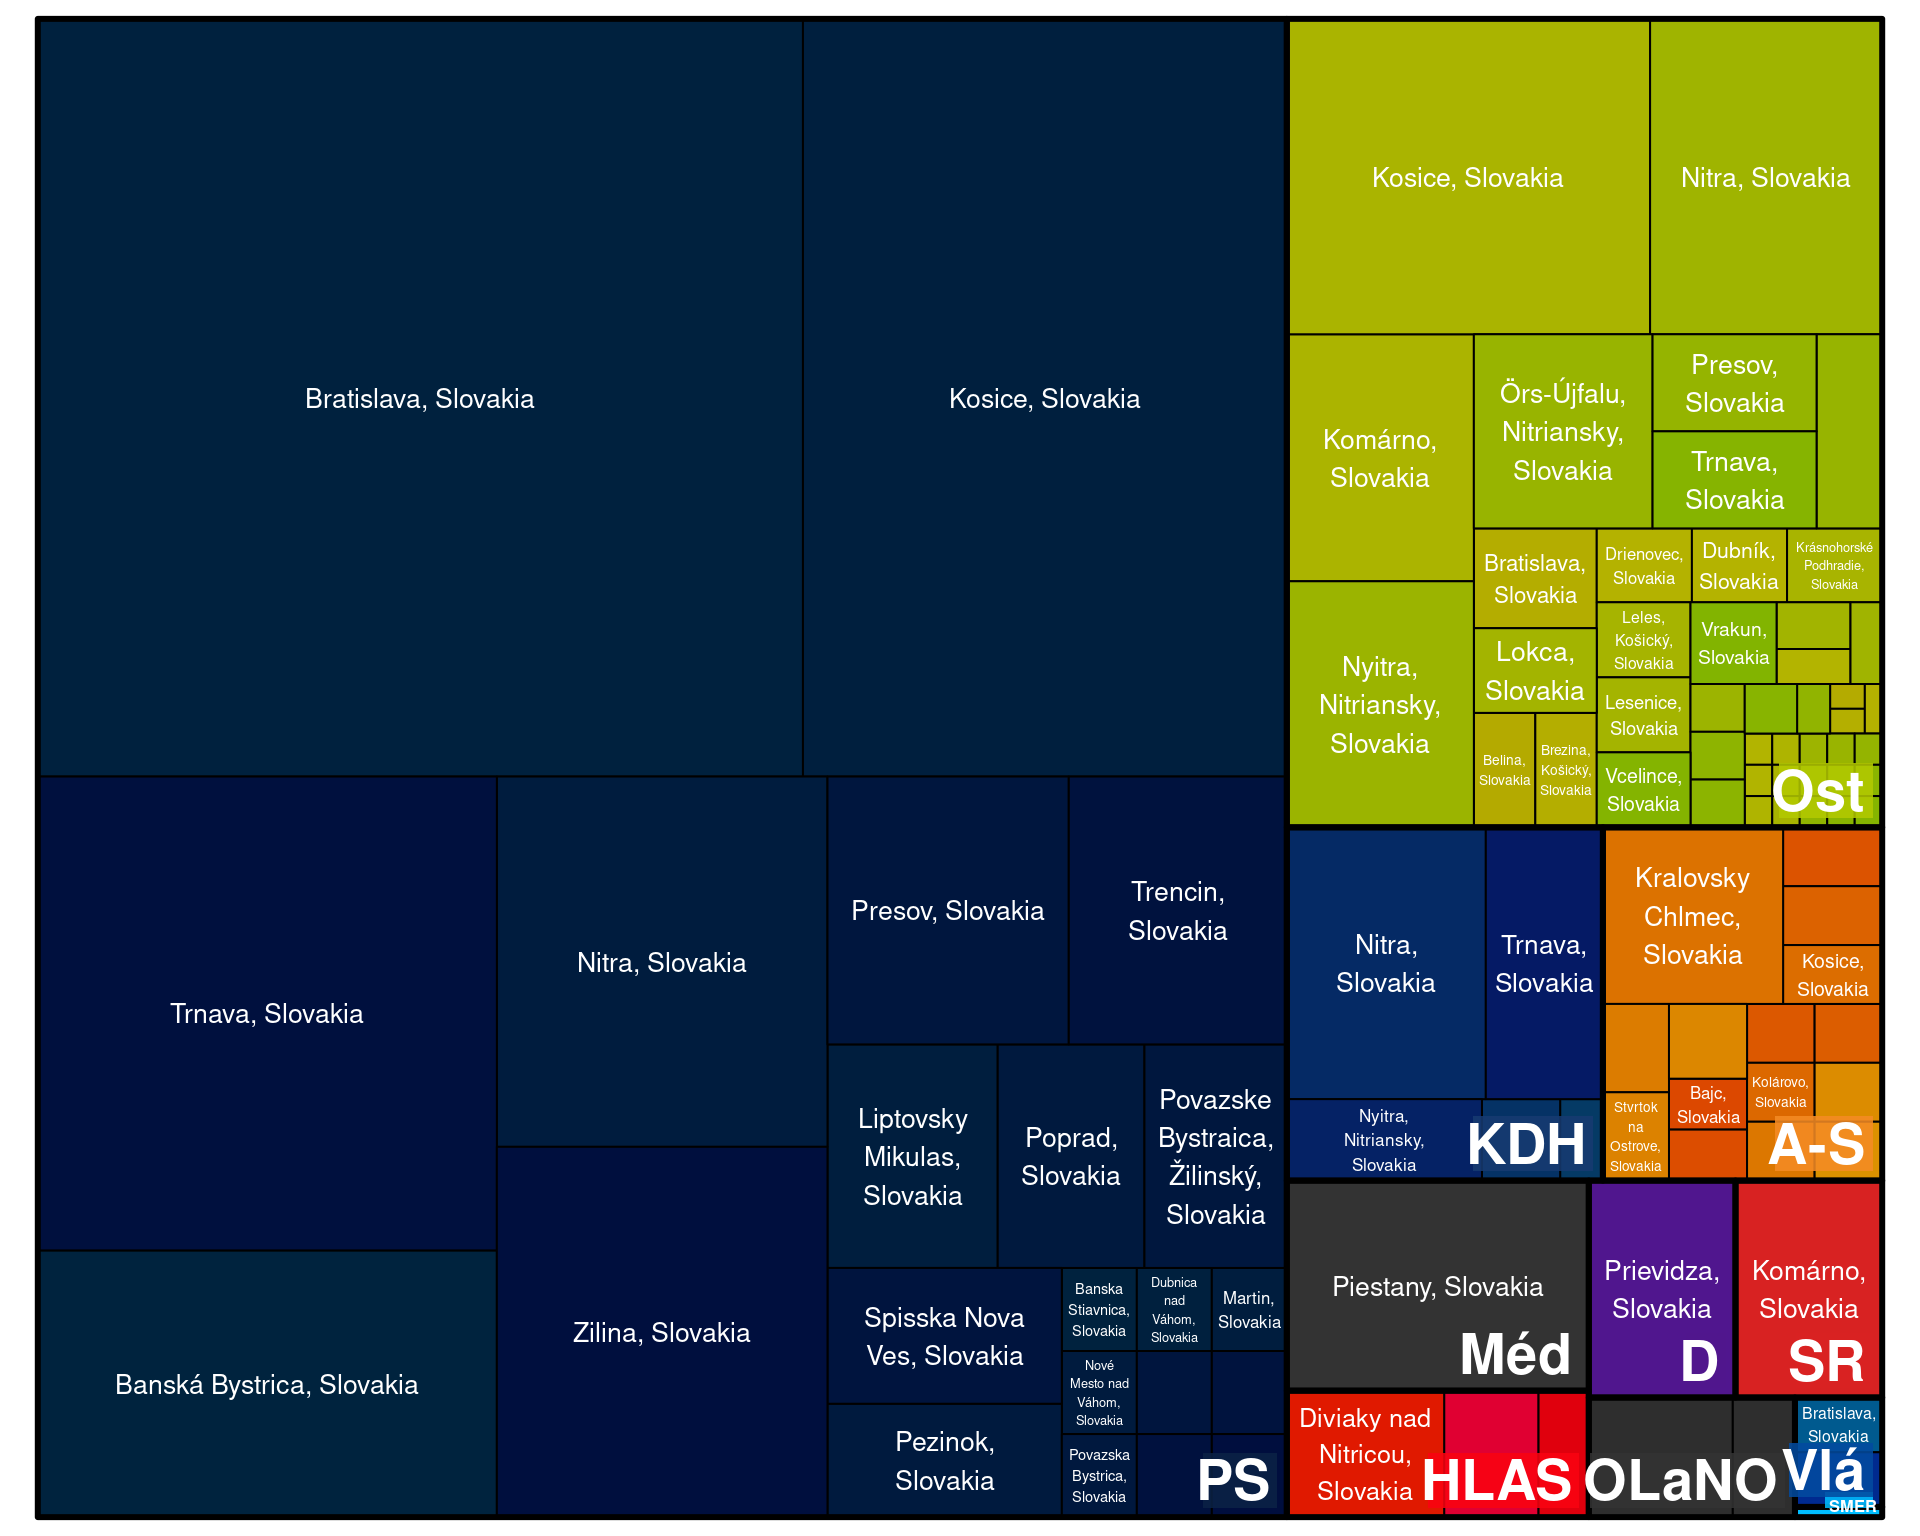 Bratislava, Slovakia
Kosice, Slovakia
Trnava, Slovakia
Nitra, Slovakia
Presov, Slovakia
Trencin,
Slovakia
Liptovsky
Mikulas,
Slovakia
Poprad,
Slovakia
Povazske
Bystraica,
Žilinský,
Slovakia
Banská Bystrica, Slovakia
Zilina, Slovakia
Spisska Nova
Ves, Slovakia
Pezinok,
Slovakia
Banska
Stiavnica,
Slovakia
Dubnica
nad
Váhom,
Slovakia
Martin,
Slovakia
Nové
Mesto nad
Váhom,
Slovakia
Povazska
Bystrica,
Slovakia
PS
Kosice, Slovakia
Nitra, Slovakia
Komárno,
Slovakia
Örs-Újfalu,
Nitriansky,
Slovakia
Presov,
Slovakia
Trnava,
Slovakia
Nyitra,
Nitriansky,
Slovakia
Bratislava,
Slovakia
Drienovec,
Slovakia
Dubník,
Slovakia
Krásnohorské
Podhradie,
Slovakia
Lokca,
Slovakia
Leles,
Košický,
Slovakia
Vrakun,
Slovakia
Lesenice,
Slovakia
Belina,
Slovakia
Brezina,
Košický,
Slovakia
Vcelince,
Slovakia
Ost
Nitra,
Slovakia
Trnava,
Slovakia
Nyitra,
Nitriansky,
Slovakia
KDH
Kralovsky
Chlmec,
Slovakia
Kosice,
Slovakia
Stvrtok
na
Ostrove,
Slovakia
Bajc,
Slovakia
Kolárovo,
Slovakia
A-S
Piestany, Slovakia
Méd
Prievidza,
Slovakia
D
Komárno,
Slovakia
SR
Diviaky nad
Nitricou,
Slovakia
HLAS
OLaNO
Bratislava,
Slovakia
Vlá
SMER